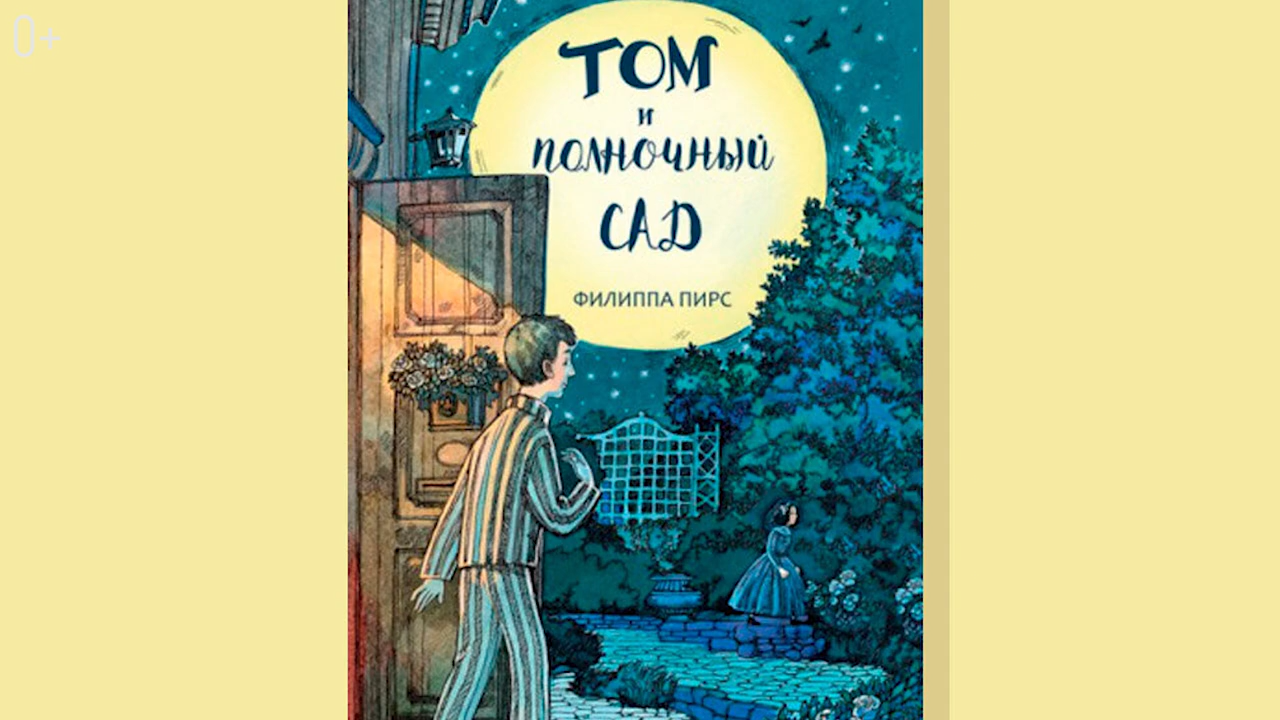 0+
ТОМ
и
ПОЛНОЧНЫЙ
САД
ФИЛИППА ПИРС